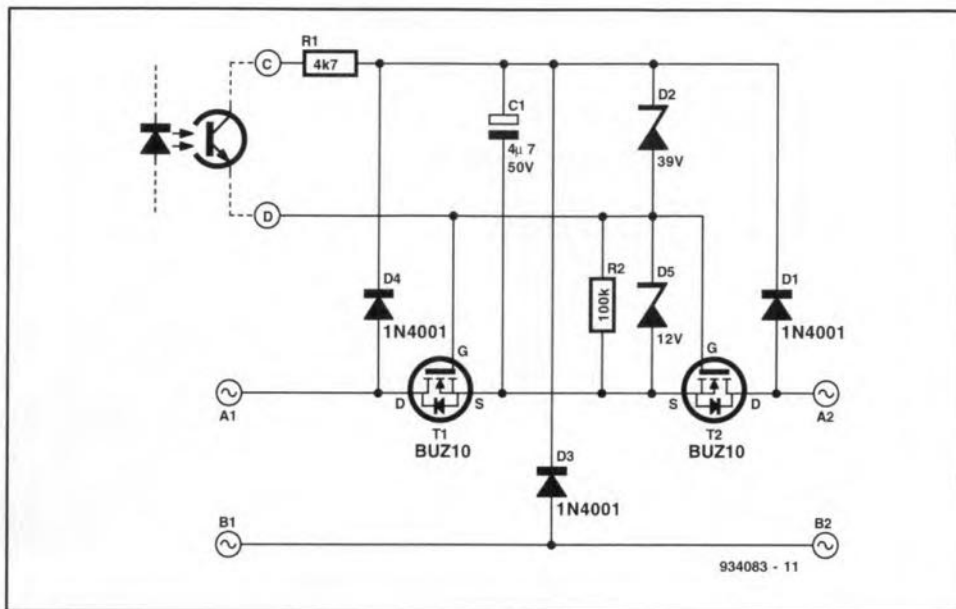 C
R1
4k7
C1
4µ7
50V
D2
39V
D
D4
1N4001
R2
100k
D5
12V
D1
1N4001
G
G
A1
D
S
S
D
A2
T1
BUZ10
T2
BUZ10
D3
1N4001
B1
B2
934083 - 11